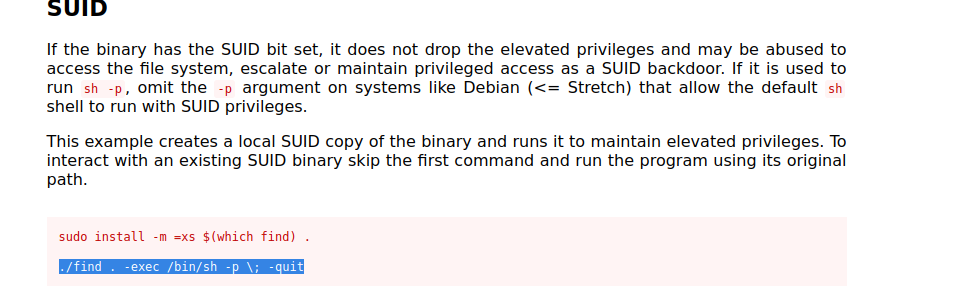 SUID
If the binary has the SUID bit set, it does not drop the elevated privileges and may be abused to
access the file system, escalate or maintain privileged access as a SUID backdoor. If it is used to
run sh -p, omit the -p argument on systems like Debian (<= Stretch) that allow the default sh
shell to run with SUID privileges.
This example creates a local SUID copy of the binary and runs it to maintain elevated privileges. To
interact with an existing SUID binary skip the first command and run the program using its original
path.
sudo install -m =xs $(which find) .
./find . -exec /bin/sh -p \; -quit